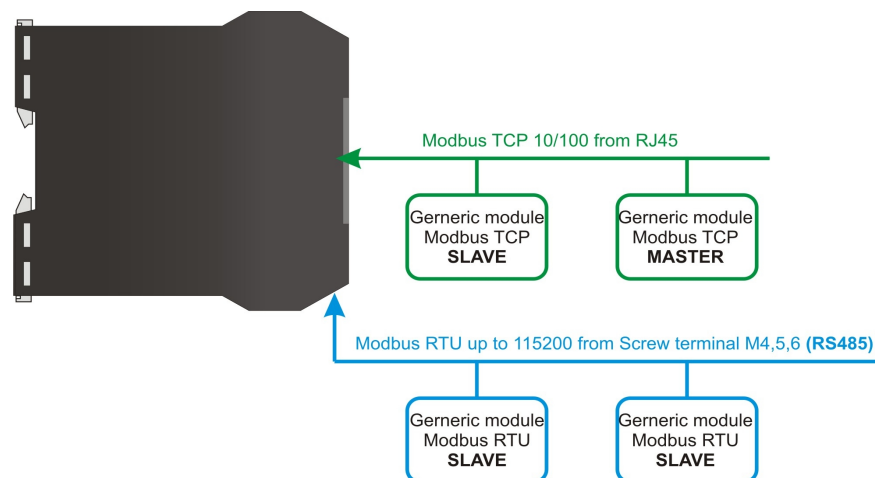 Modbus TCP 10/100 from RJ45
Gerneric module
Modbus TCP
SLAVE
Gerneric module
Modbus TCP
MASTER
Modbus RTU up to 115200 from Screw terminal M4,5,6 (RS485)
Gerneric module
Modbus RTU
SLAVE
Gerneric module
Modbus RTU
SLAVE